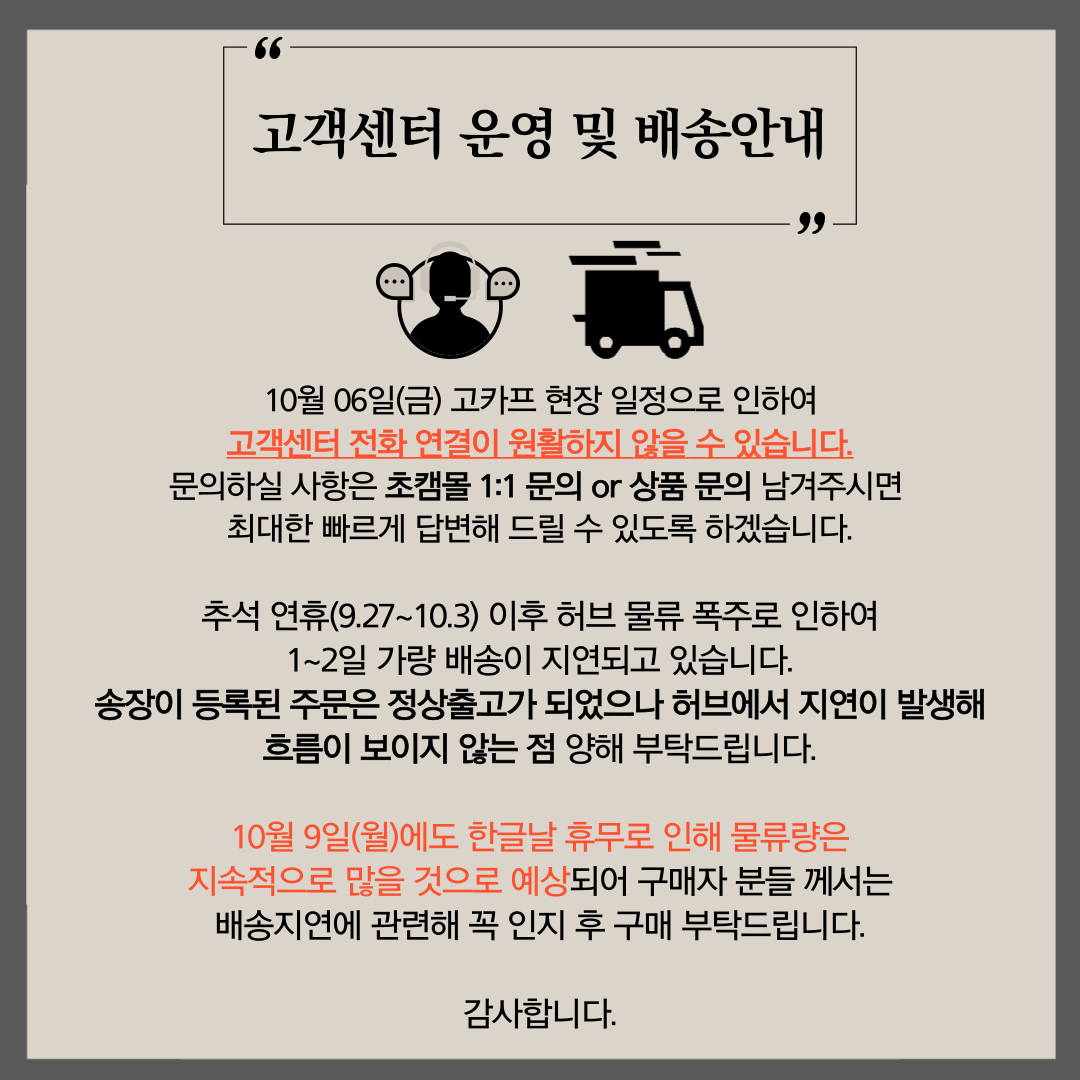 “
고객센터 운영 및 배송안내
”
10월 06일(금) 고카프 현장 일정으로 인하여
고객센터 전화 연결이 원활하지 않을 수 있습니다.
문의하실 사항은 초캠몰 1:1 문의 or 상품 문의 남겨주시면
최대한 빠르게 답변해 드릴 수 있도록 하겠습니다.
추석 연휴(9.27~10.3) 이후 허브 물류 폭주로 인하여
1~2일 가량 배송이 지연되고 있습니다.
송장이 등록된 주문은 정상출고가 되었으나 허브에서 지연이 발생해
흐름이 보이지 않는 점 양해 부탁드립니다.
10월 9일(월)에도 한글날 휴무로 인해 물류량은
지속적으로 많을 것으로 예상되어 구매자 분들 께서는
배송지연에 관련해 꼭 인지 후 구매 부탁드립니다.
감사합니다.